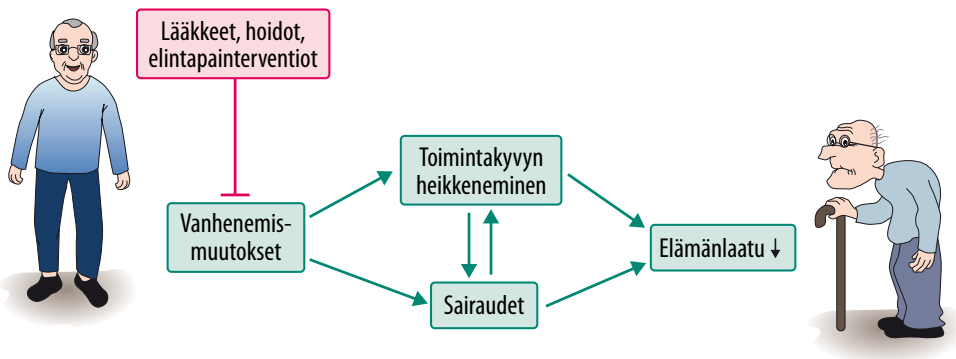 Lääkkeet, hoidot,
elintapainterventiot
Toimintakyvyn
heikkeneminen
Vanhenemis-
muutokset
Elämänlaatu ↓
Sairaudet